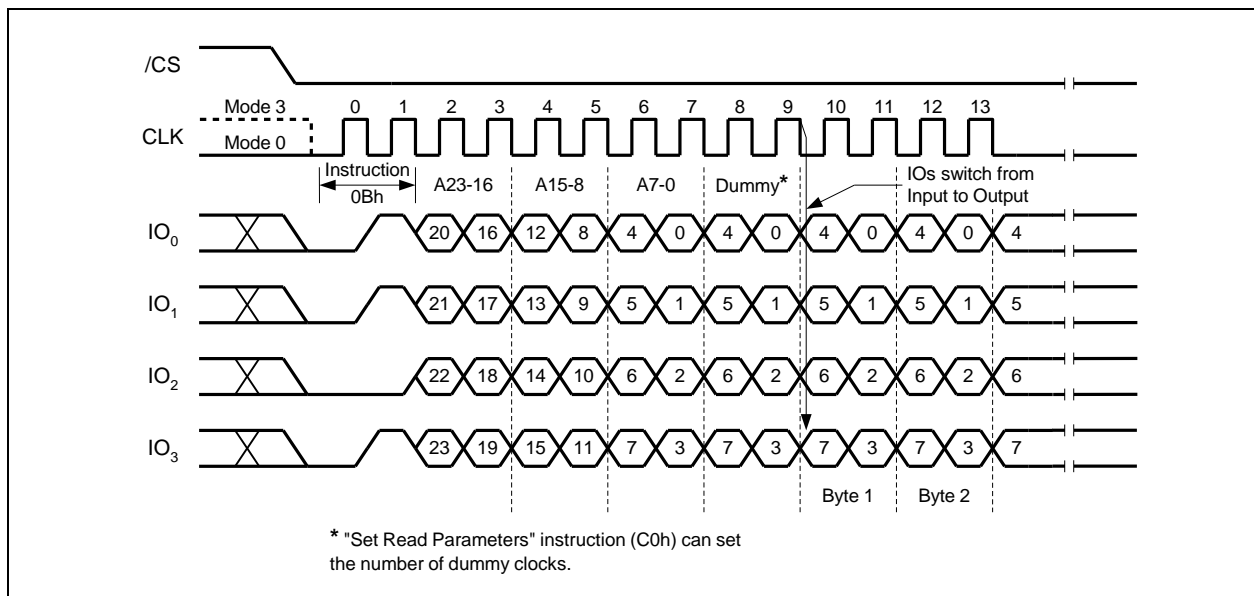 /CS
Mode 3 0 1 2 3 4 5 6 7 8 9 10 11 12 13
CLK Mode 0
Instruction
0Bh
A23-16 A15-8 A7-0 Dummy*
IOs switch from
Input to Output
IO0 20 16 12 8 4 0 4 0 4 0 4 0 4
IO1 21 17 13 9 5 1 5 1 5 1 5 1 5
IO2 22 18 14 10 6 2 6 2 6 2 6 2 6
IO3 23 19 15 11 7 3 7 3 7 3 7 3 7
Byte 1 Byte 2
* "Set Read Parameters" instruction (C0h) can set
the number of dummy clocks.